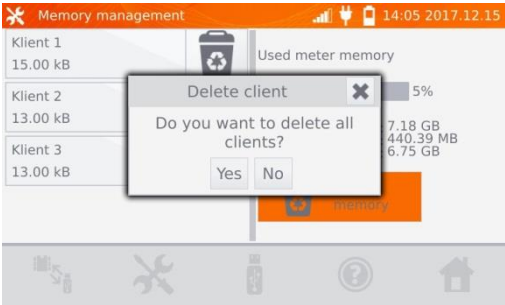 Memory management
14:05 2017.12.15
Klient 1
15.00 kB
Klient 2
13.00 kB
Klient 3
13.00 kB
Used meter memory
5%
7.18 GB
440.39 MB
6.75 GB
memory
Delete client
Do you want to delete all
clients?
Yes No